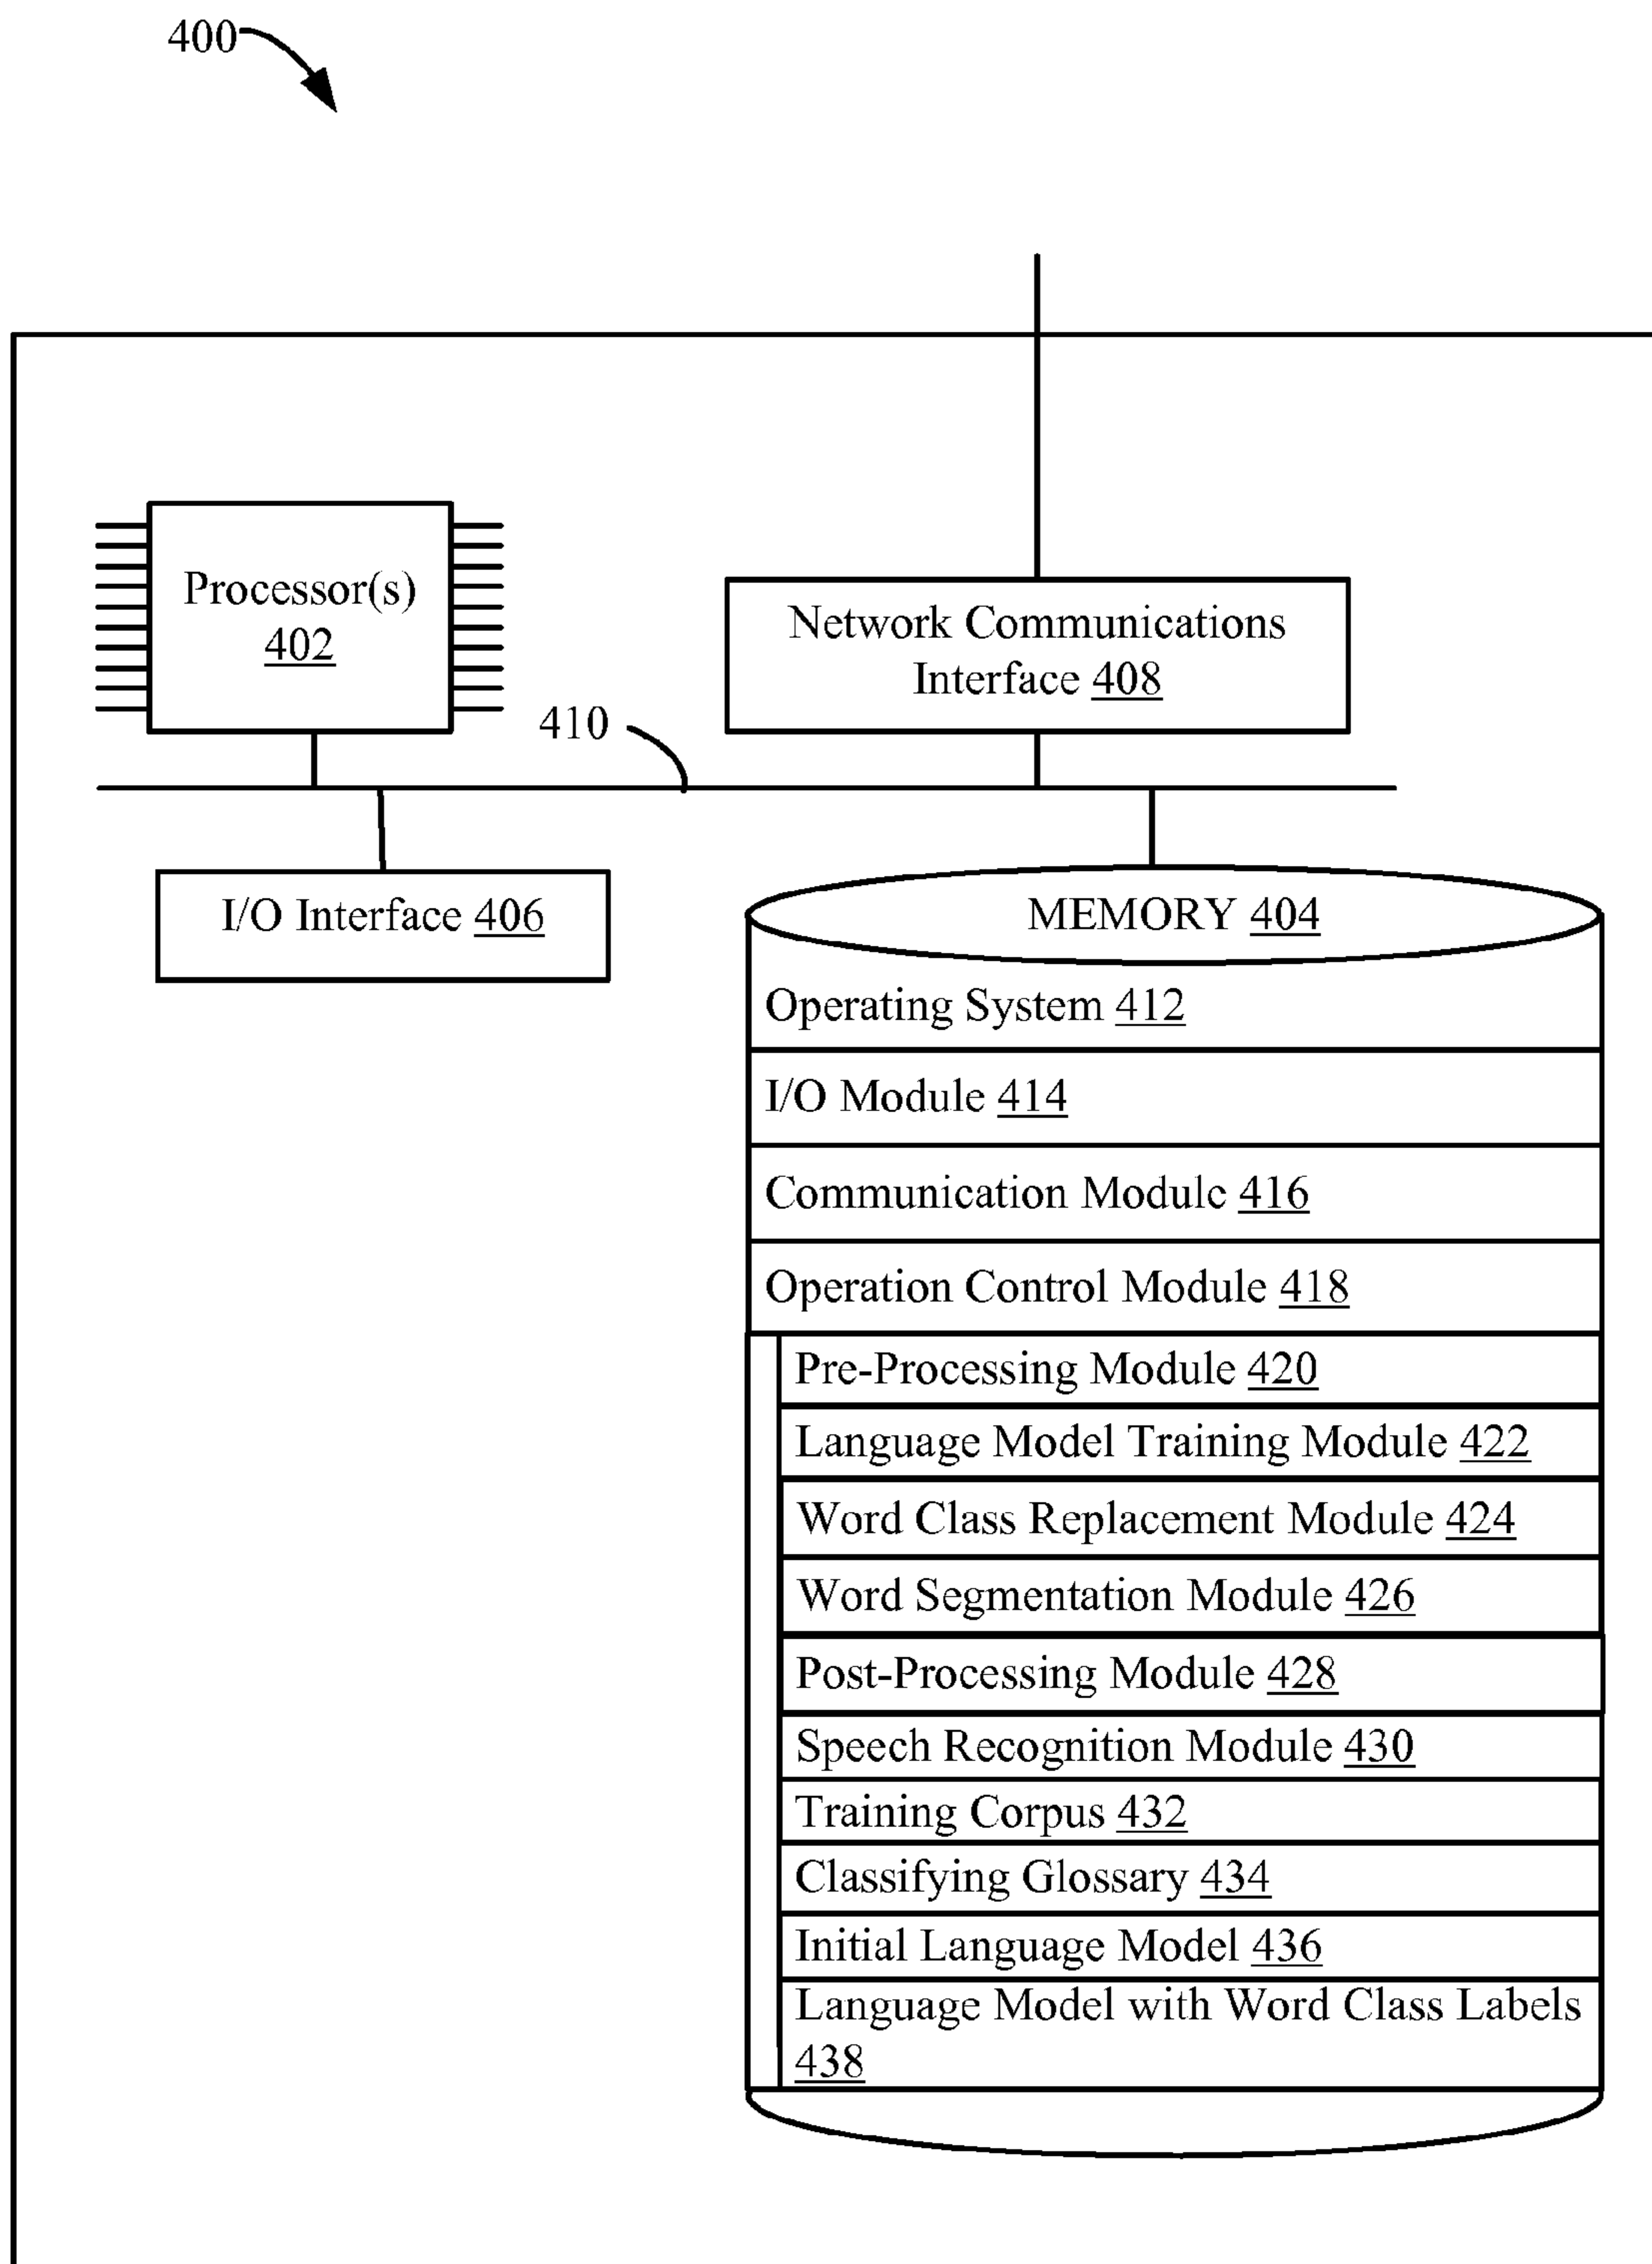 400
Processor(s)
402
Network Communications
Interface 408
410
I/O Interface 406
MEMORY 404
Operating System 412
I/O Module 414
Communication Module 416
Operation Control Module 418
Pre-Processing Module 420
Language Model Training Module 422
Word Class Replacement Module 424
Word Segmentation Module 426
Post-Processing Module 428
Speech Recognition Module 430
Training Corpus 432
Classifying Glossary 434
Initial Language Model 436
Language Model with Word Class Labels
438